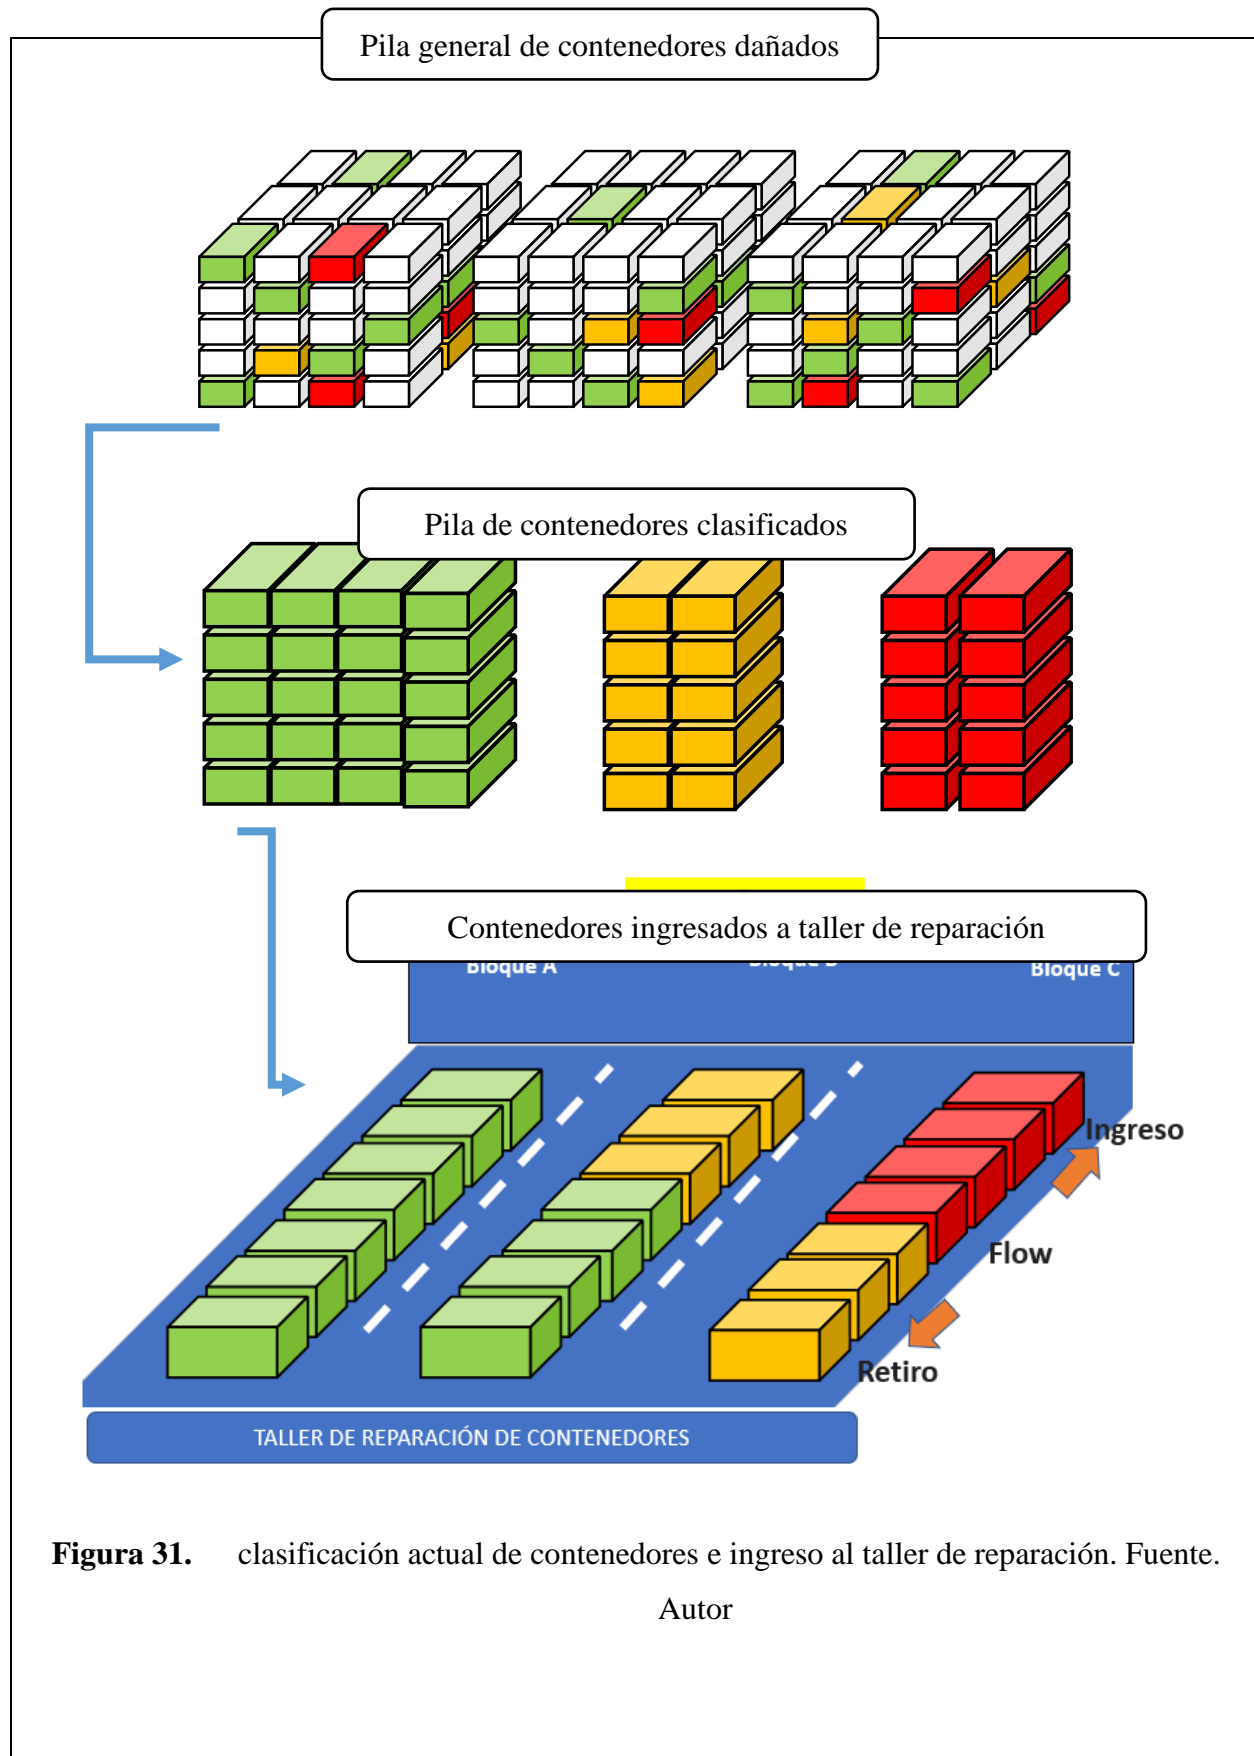 Pila general de contenedores dañados
Pila de contenedores clasificados
Contenedores ingresados a taller de reparación
Bloque A
Bloque C
Ingreso
Flow
Retiro
TALLER DE REPARACIÓN DE CONTENEDORES
Figura 31. clasificación actual de contenedores e ingreso al taller de reparación. Fuente.
Autor